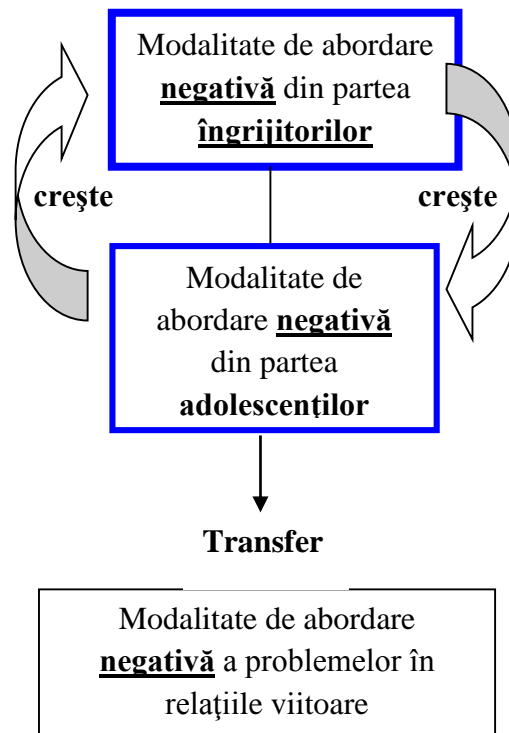 Modalitate de abordare
negativă din partea
îngrijitorilor
creşte
creşte
Modalitate de
abordare negativă
din partea
adolescenţilor
Transfer
Modalitate de abordare
negativă a problemelor în
relaţiile viitoare